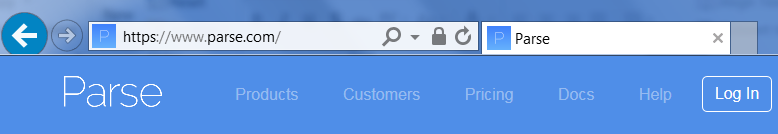 https://www.parse.com/ Parse
Parse Products Customers Pricing Docs Help Log In